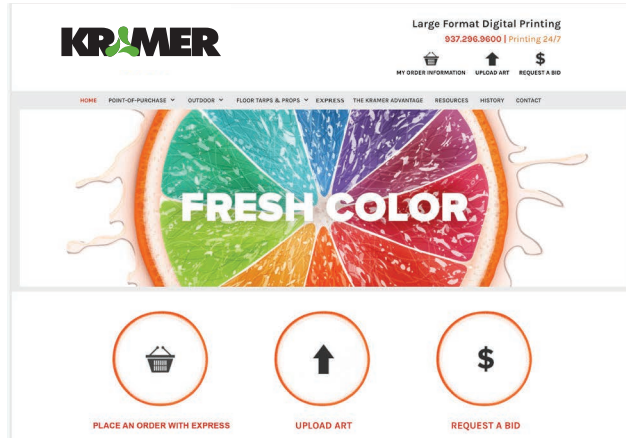 KRAMER
Large Format Digital Printing
937.296.9600 | Printing 24/7
$
MY ORDER INFORMATION UPLOAD ART REQUEST A BID
HOME POINT-OF-PURCHASE OUTDOOR FLOOR TARPS & PROPS EXPRESS THE KRAMER ADVANTAGE RESOURCES HISTORY CONTACT
FRESH COLOR
$
PLACE AN ORDER WITH EXPRESS UPLOAD ART REQUEST A BID